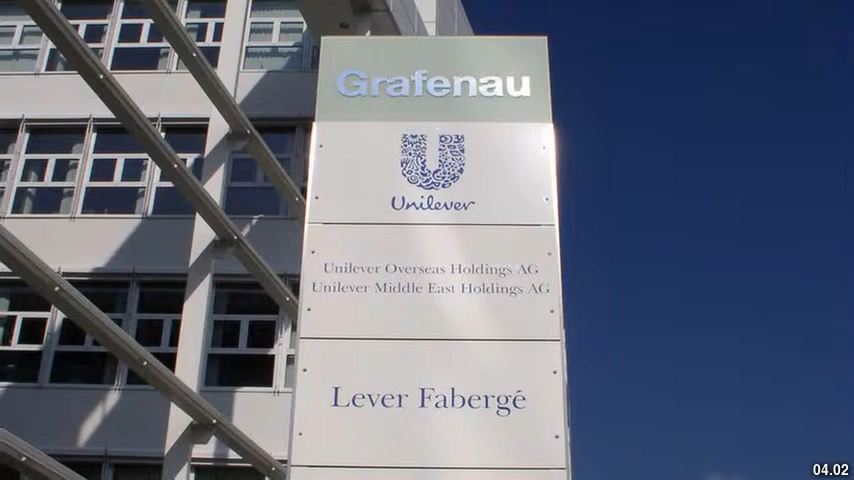 Grafenau
Unilever
Unilever Overseas Holdings AG
Unilever Middle East Holdings AG
Lever Fabergé
04.02